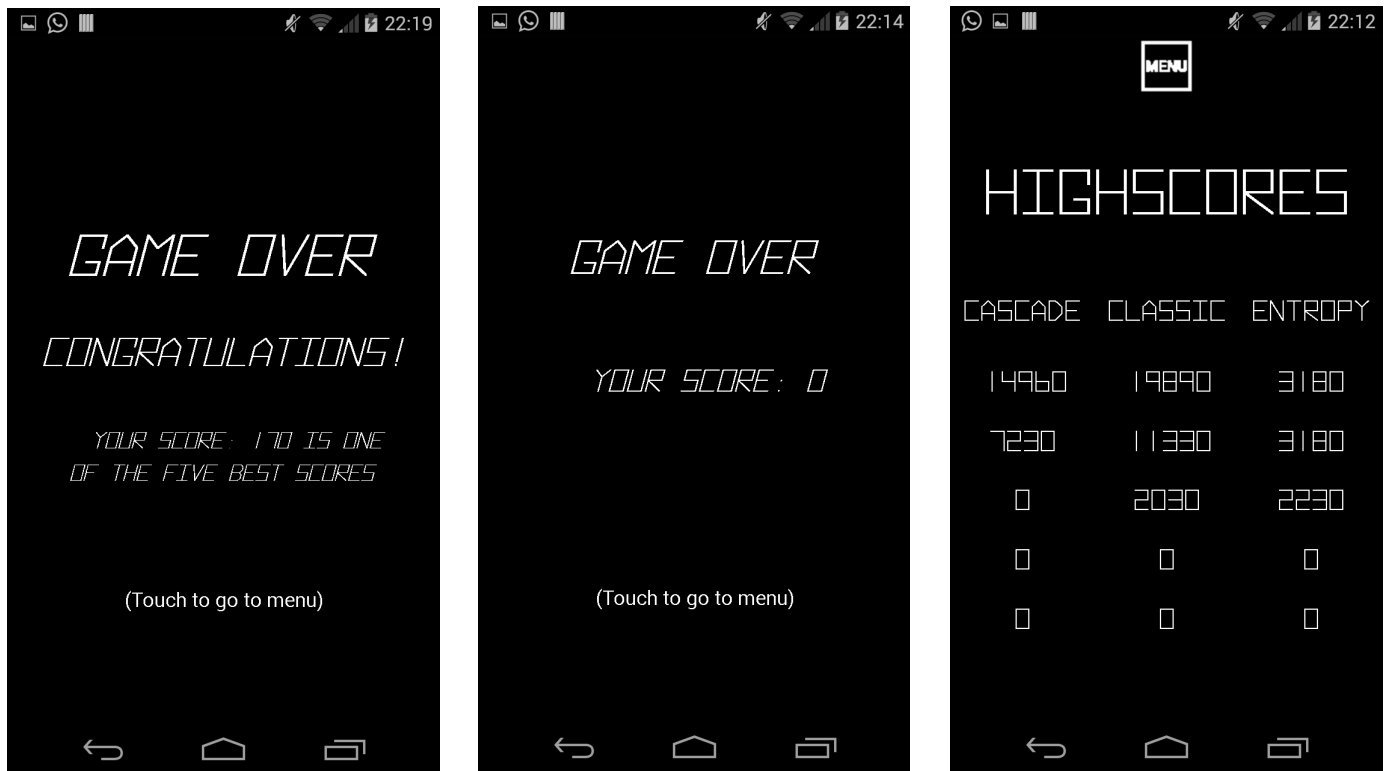 22:19
GAME OVER
CONGRATULATIONS!
YOUR SCORE: 170 IS ONE
OF THE FIVE BEST SCORES
(Touch to go to menu)
22:14
GAME OVER
YOUR SCORE: 0
(Touch to go to menu)
22:12
MENU
HIGHSCORES
CASCADE CLASSIC ENTROPY
14960 19890 3180
7230 11330 3180
0 2030 2230
0 0 0
0 0 0